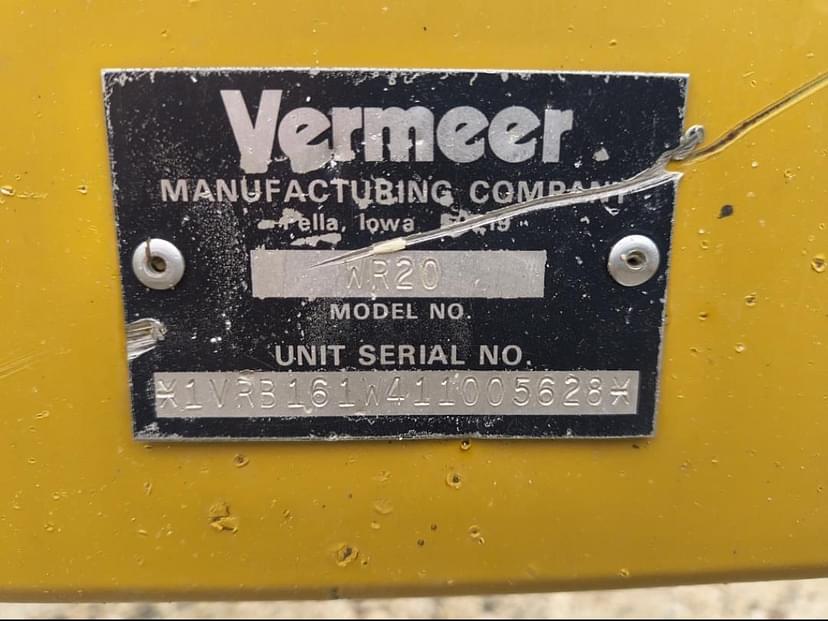 Vermeer
MANUFACTURING COMPANY
Pella, Iowa
WR20
MODEL NO.
UNIT SERIAL NO.
*1VRB161W411005628*